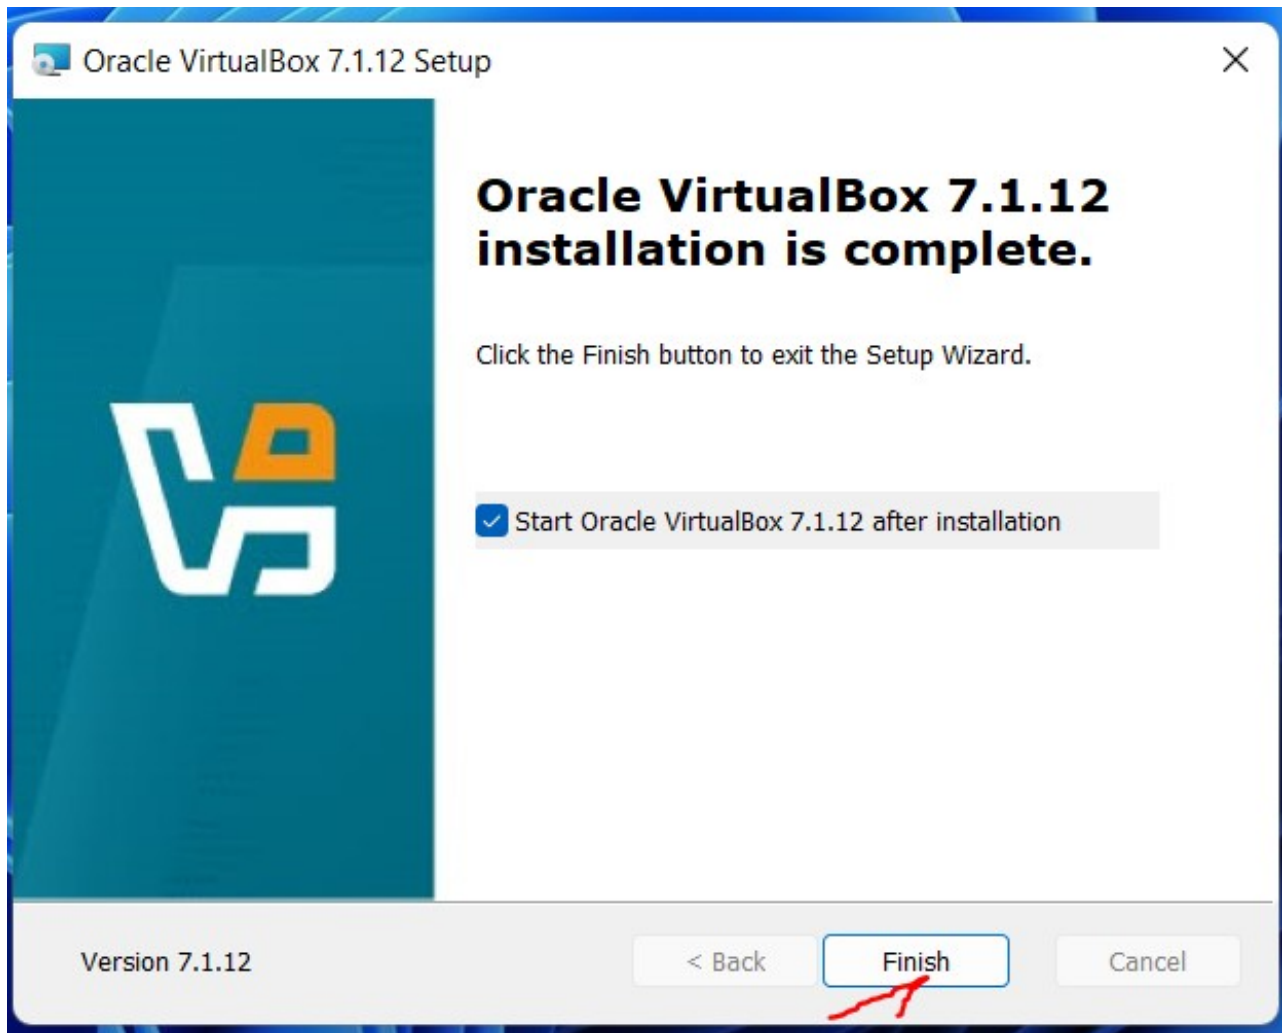 Oracle VirtualBox 7.1.12 Setup
Oracle VirtualBox 7.1.12
installation is complete.
Click the Finish button to exit the Setup Wizard.
Start Oracle VirtualBox 7.1.12 after installation
Version 7.1.12
< Back
Finish
Cancel